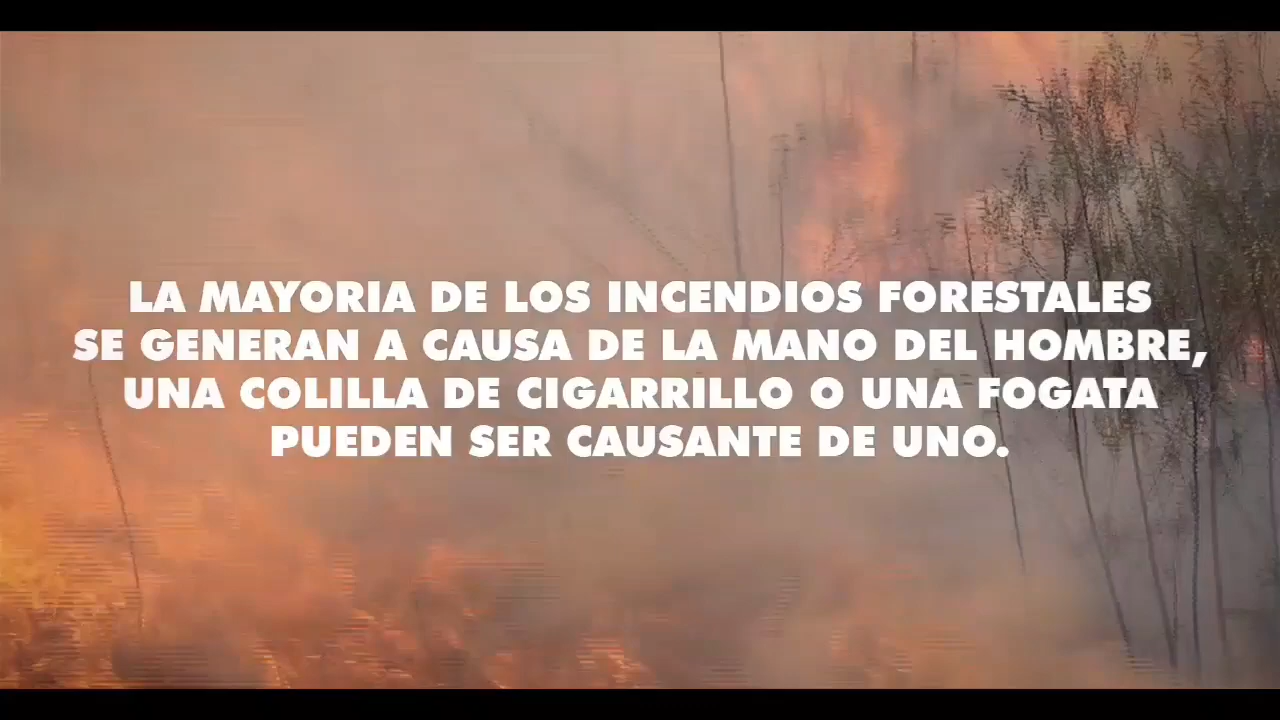 LA MAYORIA DE LOS INCENDIOS FORESTALES
SE GENERAN A CAUSA DE LA MANO DEL HOMBRE,
UNA COLILLA DE CIGARRILLO O UNA FOGATA
PUEDEN SER CAUSANTE DE UNO.